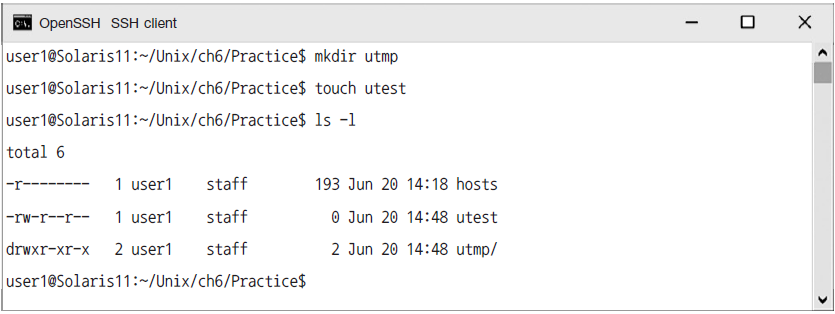 OpenSSH SSH client
user1@Solaris11:~/Unix/ch6/Practice$ mkdir utmp
user1@Solaris11:~/Unix/ch6/Practice$ touch utest
user1@Solaris11:~/Unix/ch6/Practice$ ls -l
total 6
-r-------- 1 user1 staff 193 Jun 20 14:18 hosts
-rw-r--r-- 1 user1 staff 0 Jun 20 14:48 utest
drwxr-xr-x 2 user1 staff 2 Jun 20 14:48 utmp/
user1@Solaris11:~/Unix/ch6/Practice$